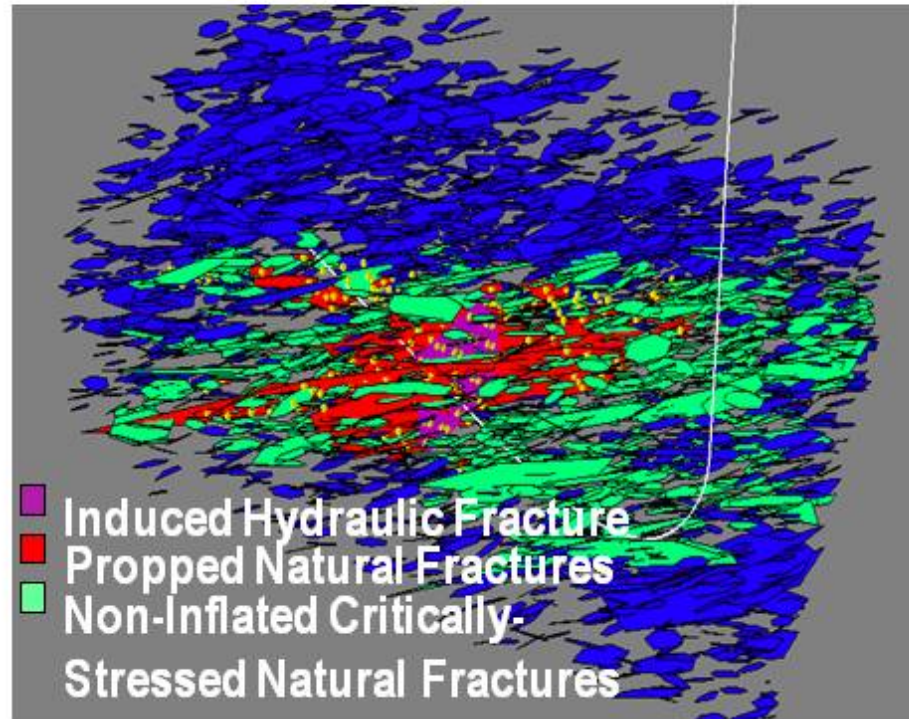 Induced Hydraulic Fracture
Propped Natural Fractures
Non-Inflated Critically-
Stressed Natural Fractures